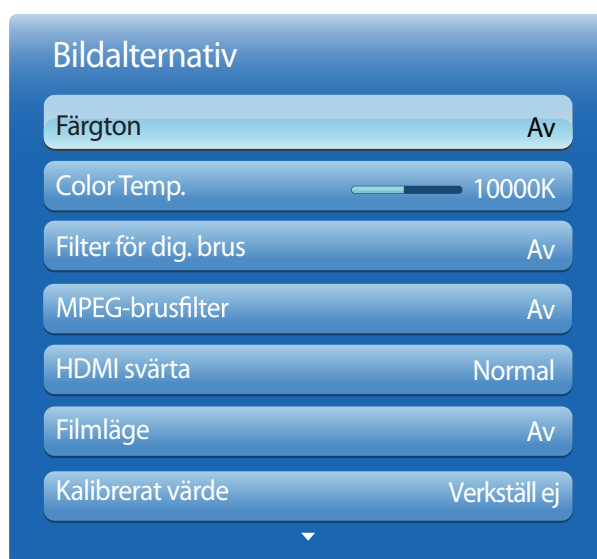 Bildalternativ
Färgton Av
Color Temp. 10000K
Filter för dig. brus Av
MPEG-brusfilter Av
HDMI svärta Normal
Filmläge Av
Kalibrerat värde Verkställ ej